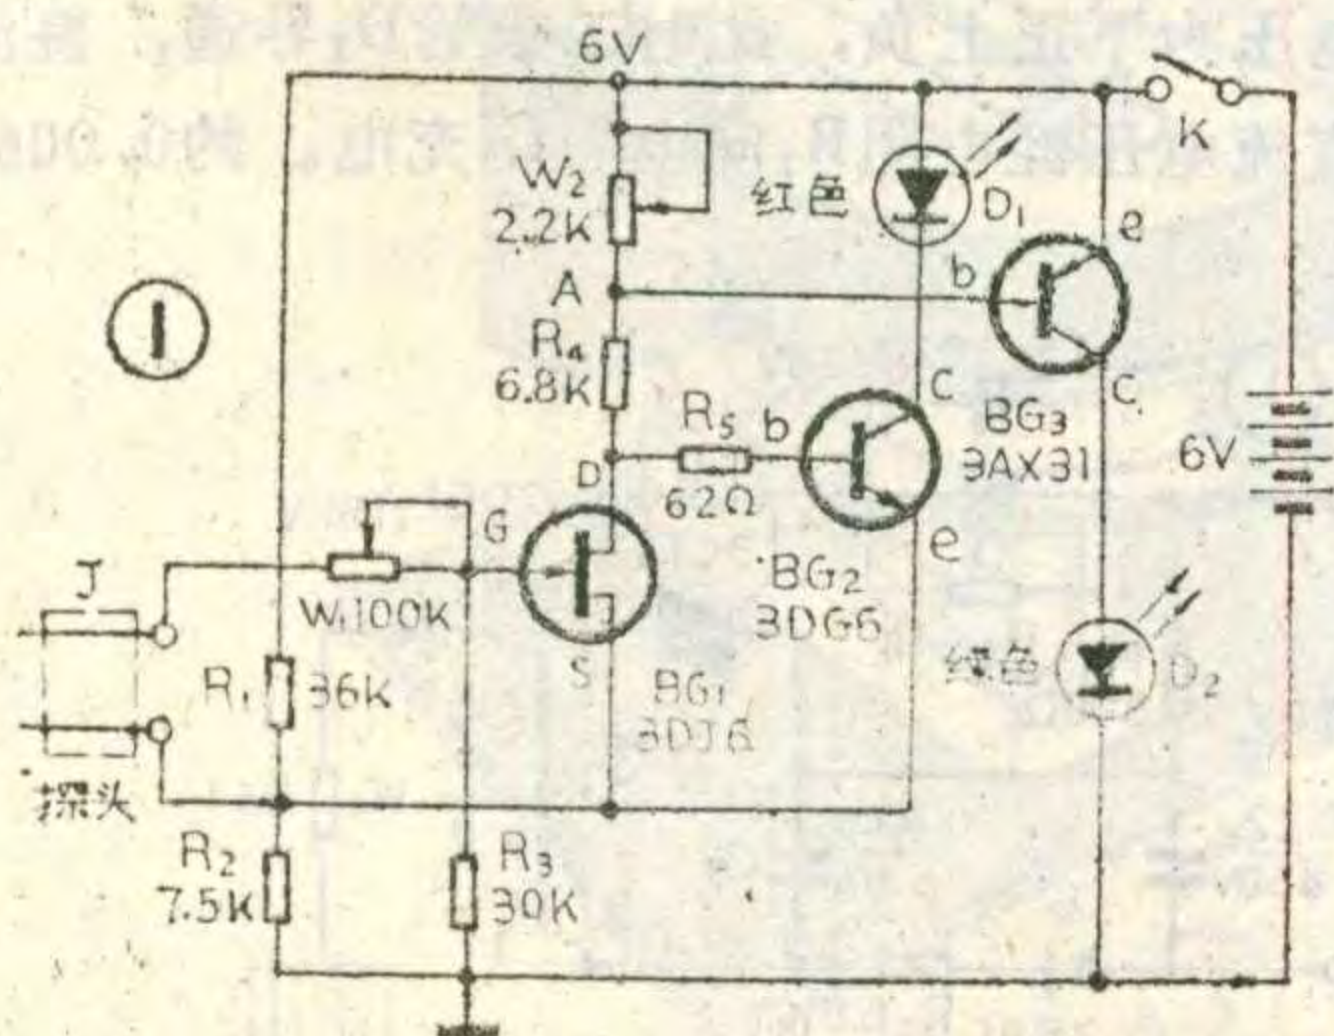 6V
K
W₂
2.2K
红色
D₁
e
b
A
①
R₄
6.8K
c
R₅
b
BG₃
3AX31
C
6V
D
62Ω
G
e
J
W₁100K
BG₂
3DG6
S
绿色
D₂
R₁
36K
BG₁
3DJ6
探头
R₂
7.5K
R₃
30K